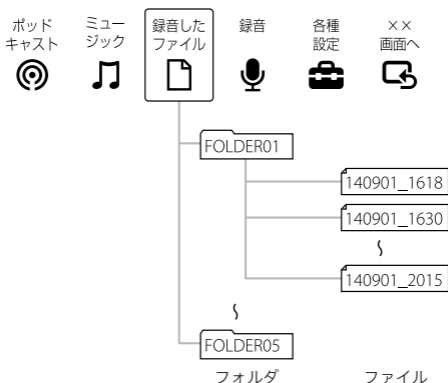 ポッド
キャスト
ミュー
ジック
録音した
ファイル
録音
各種
設定
××
画面へ
FOLDER01
140901_1618
140901_1630
140901_2015
FOLDER05
フォルダ
ファイル